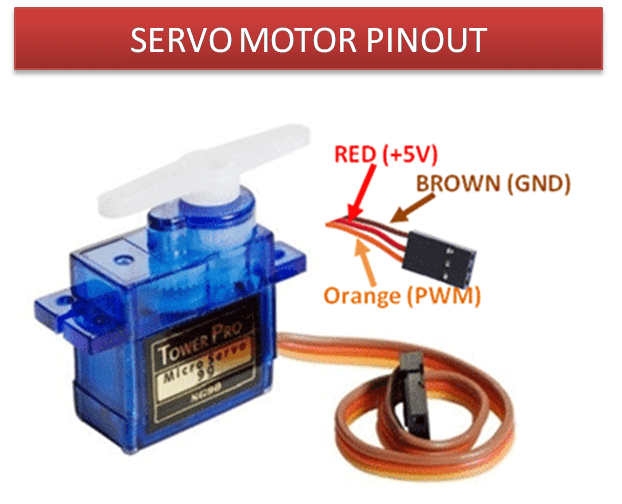 SERVO MOTOR PINOUT
RED (+5V)
BROWN (GND)
Orange (PWM)
TOWER PRO
Micro Servo
9g
SG90